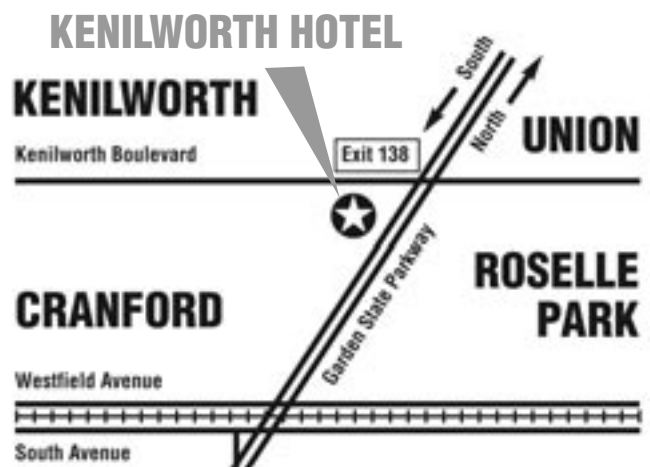 KENILWORTH HOTEL
South
KENILWORTH
North
UNION
Kenilworth Boulevard
Exit 138
Garden State Parkway
ROSELLE
PARK
CRANFORD
Westfield Avenue
South Avenue